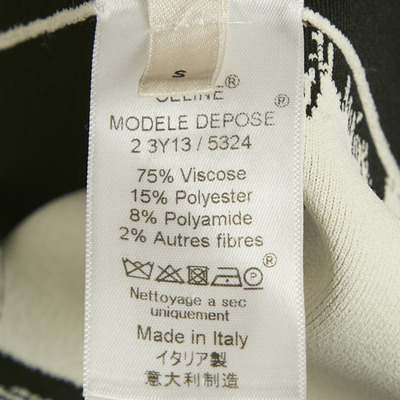 S
CELINE®
MODELE DEPOSE ®
2 3Y13 / 5324
75% Viscose
15% Polyester
8% Polyamide
2% Autres fibres
®
Nettoyage a sec
uniquement
Made in Italy
イタリア製
意大利制造